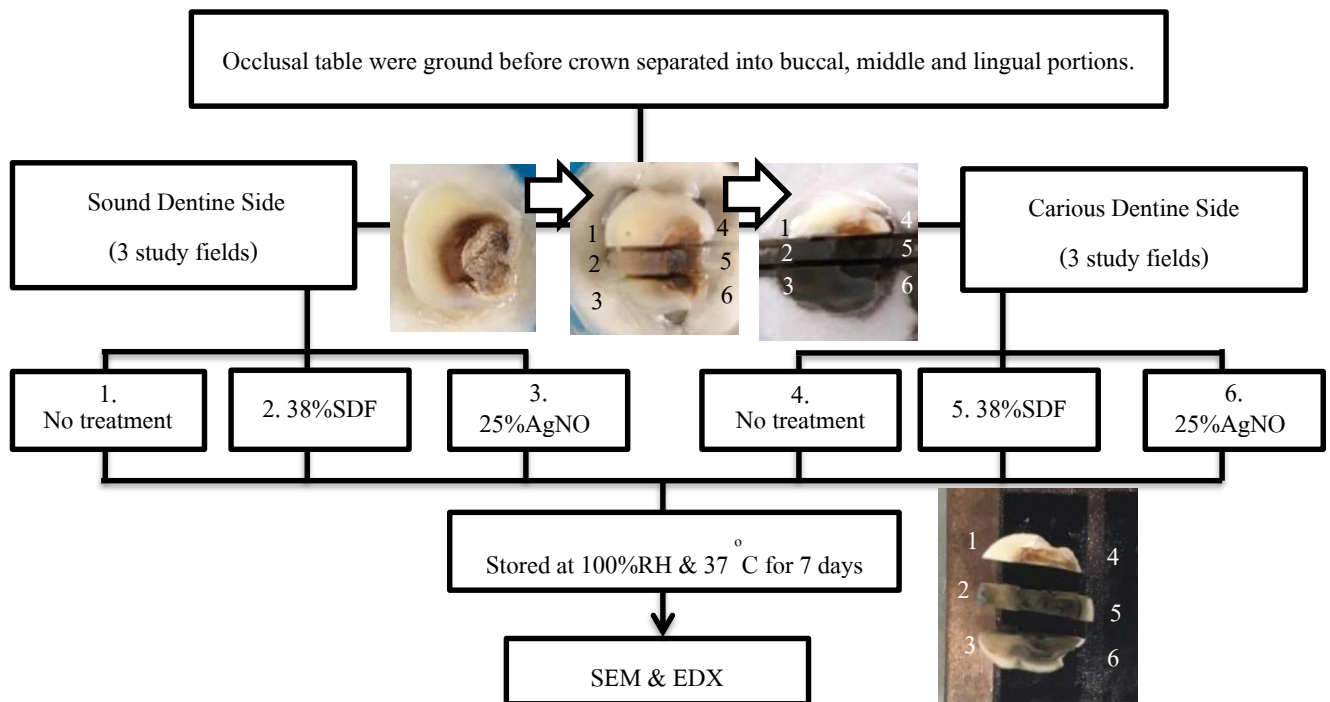 Occlusal table were ground before crown separated into buccal, middle and lingual portions.
Sound Dentine Side
(3 study fields)
1
2
3
4
5
6
1
2
3
4
5
6
Carious Dentine Side
(3 study fields)
1.
No treatment
2. 38%SDF
3.
25%AgNO
4.
No treatment
5. 38%SDF
6.
25%AgNO
Stored at 100%RH & 37 °C for 7 days
1
2
3
4
5
6
SEM & EDX